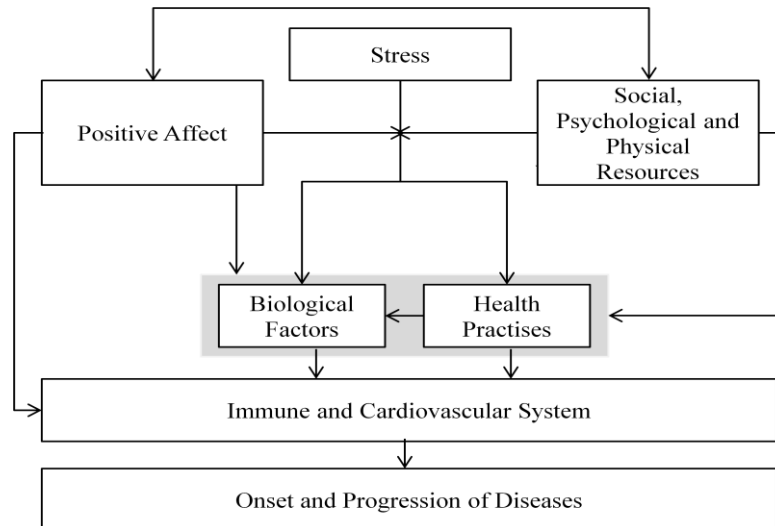 Stress
Positive Affect
Social,
Psychological and
Physical
Resources
Biological
Factors
Health
Practises
Immune and Cardiovascular System
Onset and Progression of Diseases